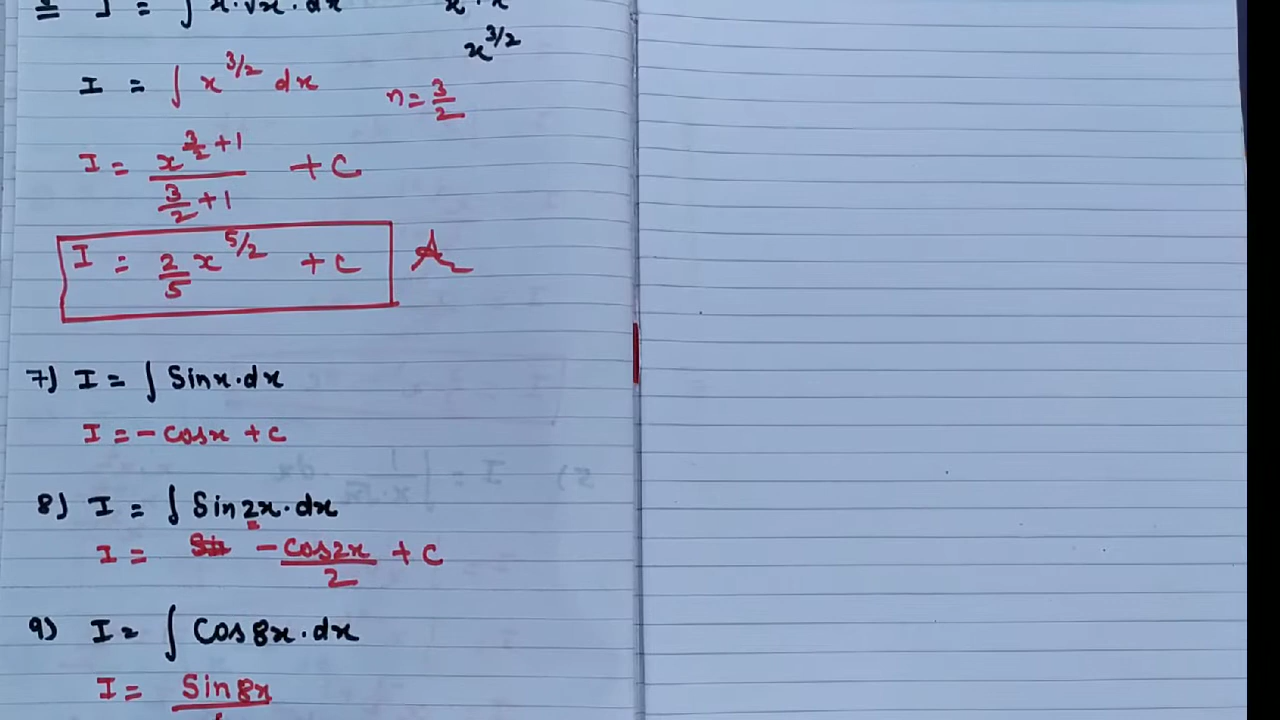 I = ∫ x.√x.dx
x^3/2
I = ∫ x^3/2 dx n = 3/2
I = x^(3/2+1) / (3/2+1) + C
I = 2/5 x^5/2 + C
7) I = ∫ Sinx.dx
I = - cosx + c
8) I = ∫ Sin2x.dx
I = - cos2x / 2 + C
9) I = ∫ Cos8x.dx
I = Sin8x